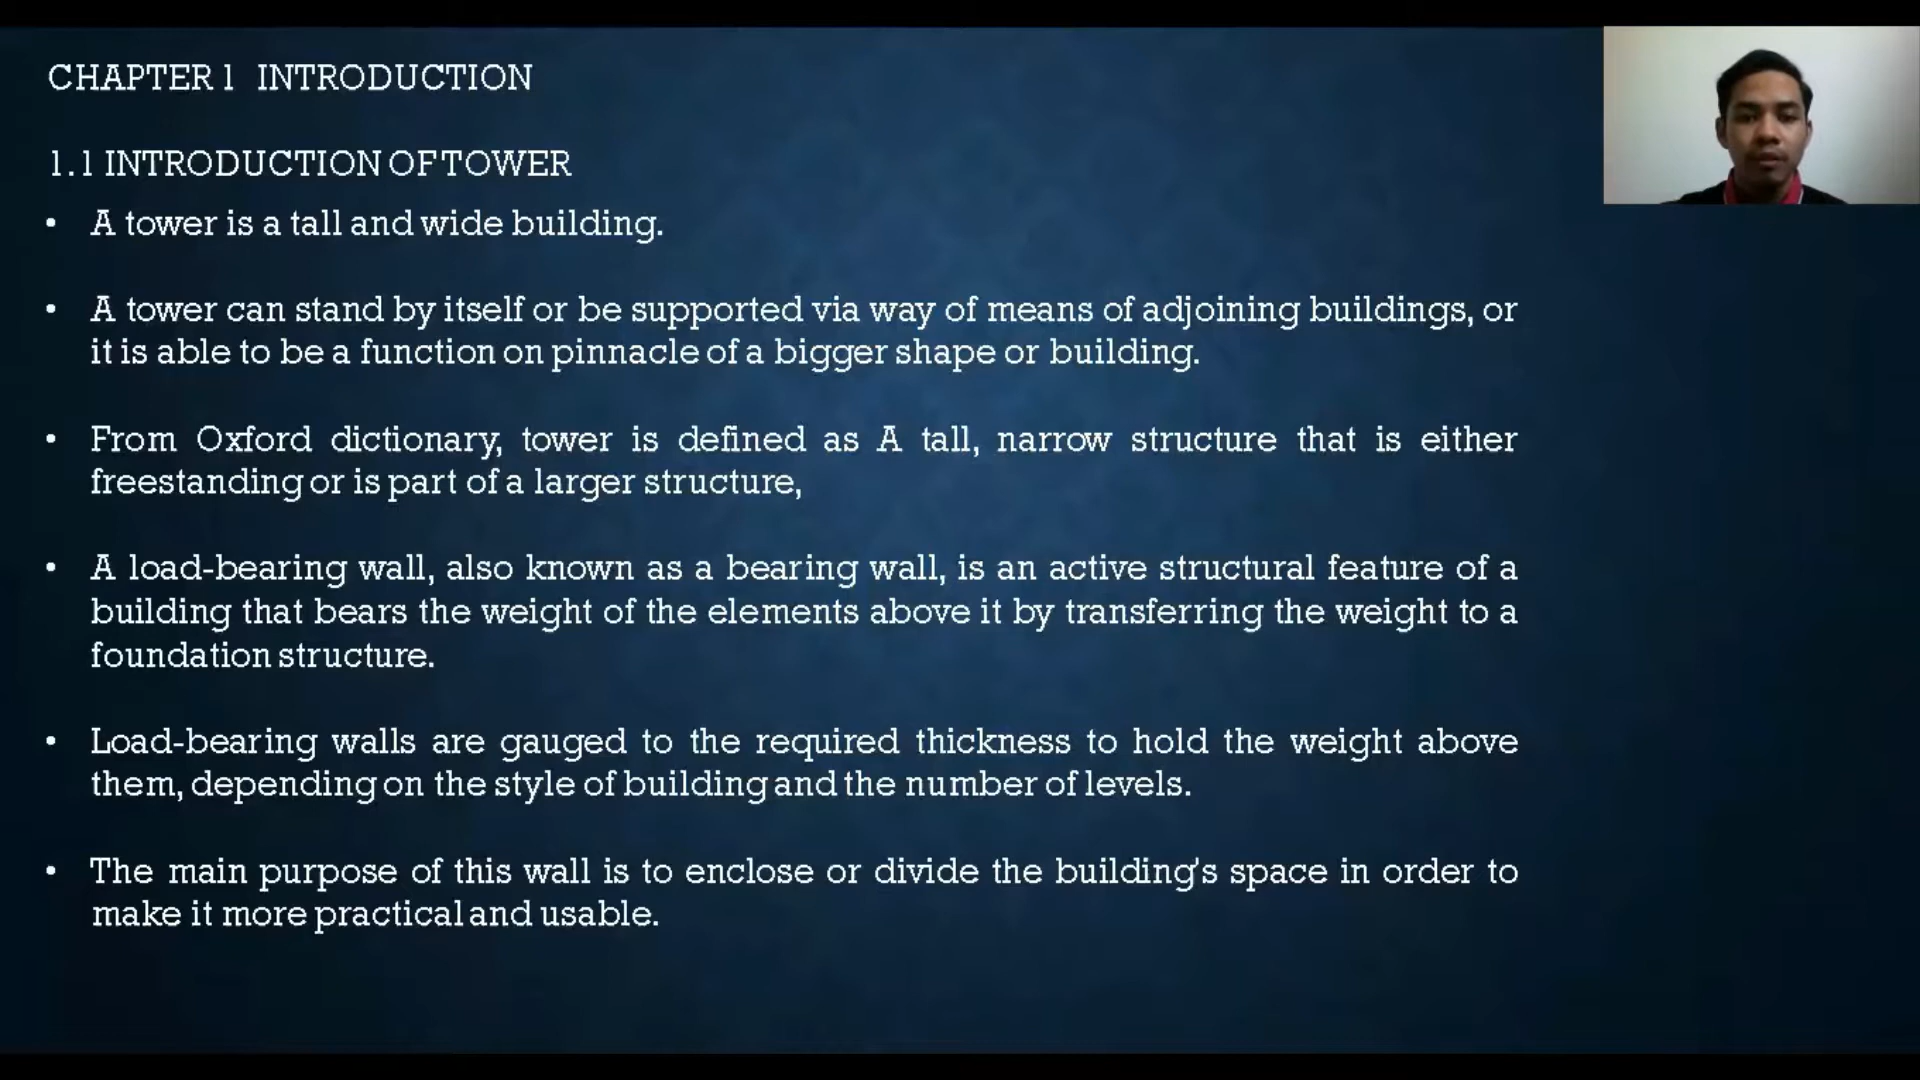 CHAPTER 1 INTRODUCTION
1.1 INTRODUCTION OF TOWER
• A tower is a tall and wide building.
• A tower can stand by itself or be supported via way of means of adjoining buildings, or
it is able to be a function on pinnacle of a bigger shape or building.
• From Oxford dictionary, tower is defined as A tall, narrow structure that is either
freestanding or is part of a larger structure,
• A load-bearing wall, also known as a bearing wall, is an active structural feature of a
building that bears the weight of the elements above it by transferring the weight to a
foundation structure.
• Load-bearing walls are gauged to the required thickness to hold the weight above
them, depending on the style of building and the number of levels.
• The main purpose of this wall is to enclose or divide the building's space in order to
make it more practical and usable.